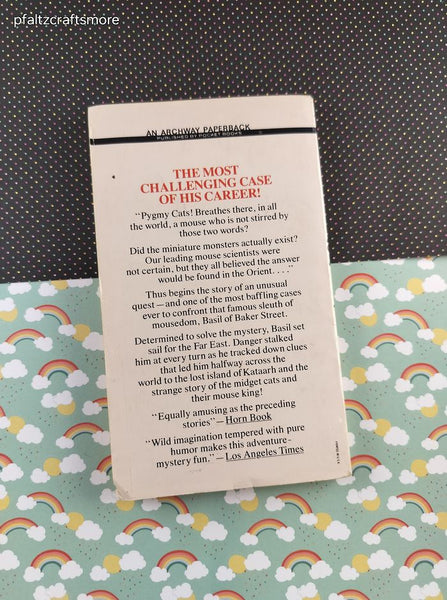 pfaltzcraftsmore
AN ARCHWAY PAPERBACK
PUBLISHED BY POCKET BOOKS
THE MOST
CHALLENGING CASE
OF HIS CAREER!
"Pygmy Cats! Breathes there, in all
the world, a mouse who is not stirred by
those two words?
Did the miniature monsters actually exist?
Our leading mouse scientists were
not certain, but they all believed the answer
would be found in the Orient. . . ."
Thus begins the story of an unusual
quest—and one of the most baffling cases
ever to confront that famous sleuth of
mousedom, Basil of Baker Street.
Determined to solve the mystery, Basil set
sail for the Far East. Danger stalked
him at every turn as he tracked down clues
that led him halfway across the
world to the lost island of Kataarh and the
strange story of the midget cats and
their mouse king!
"Equally amusing as the preceding
stories"—Horn Book
"Wild imagination tempered with pure
humor makes this adventure-
mystery fun."—Los Angeles Times